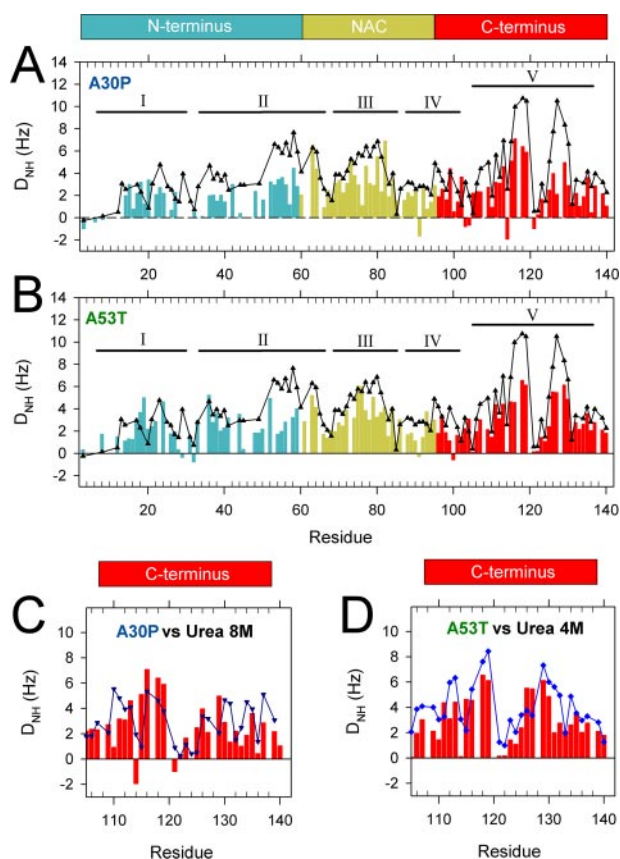 N-terminus NAC C-terminus
A
A30P
I II III IV V
14
12
10
8
6
4
2
0
-2
D_NH (Hz)
20 40 60 80 100 120 140
B
A53T
I II III IV V
14
12
10
8
6
4
2
0
-2
D_NH (Hz)
20 40 60 80 100 120 140
Residue
C-terminus
C
A30P vs Urea 8M
10
8
6
4
2
0
-2
D_NH (Hz)
110 120 130 140
Residue
C-terminus
D
A53T vs Urea 4M
10
8
6
4
2
0
-2
D_NH (Hz)
110 120 130 140
Residue